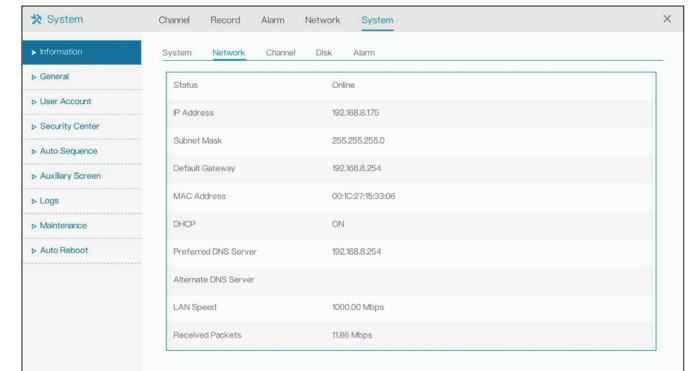 System Channel Record Alarm Network System
Information System Network Channel Disk Alarm
General
User Account
Security Center
Auto Sequence
Auxiliary Screen
Logs
Maintenance
Auto Reboot
Status Online
IP Address 192.168.8.175
Subnet Mask 255.255.255.0
Default Gateway 192.168.8.254
MAC Address 00:1C:27:15:33:06
DHCP ON
Preferred DNS Server 192.168.8.254
Alternate DNS Server
LAN Speed 1000.00 Mbps
Received Packets 11.86 Mbps